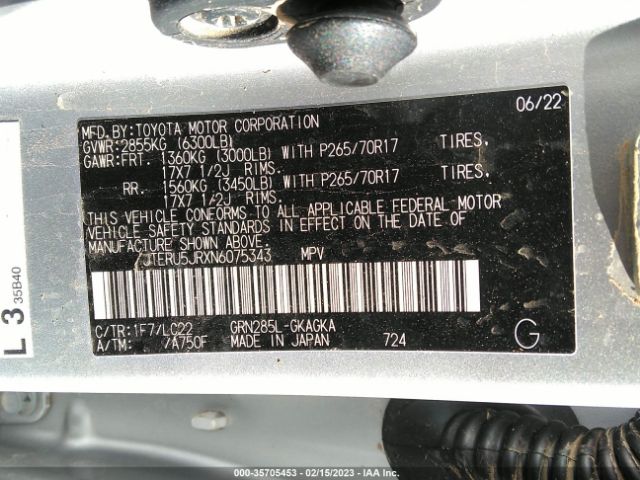 06/22
MFD. BY: TOYOTA MOTOR CORPORATION
GVWR: 2855KG (6300LB)
GAWR: FRT. 1360KG (3000LB) WITH P265/70R17 TIRES.
17X7 1/2J RIMS.
RR. 1560KG (3450LB) WITH P265/70R17 TIRES.
17X7 1/2J RIMS.
THIS VEHICLE CONFORMS TO ALL APPLICABLE FEDERAL MOTOR
VEHICLE SAFETY STANDARDS IN EFFECT ON THE DATE OF
MANUFACTURE SHOWN ABOVE.
JTERU5JRXN6075343 MPV
C/TR: 1F7/LC22 GRN285L-GKAGKA
A/TM: /A750F MADE IN JAPAN 724 G
L 3 35B40
000-35705453 - 02/15/2023 - IAA Inc.